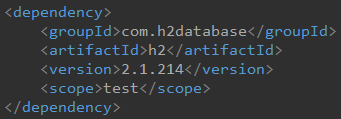 <dependency>
    <groupId>com.h2database</groupId>
    <artifactId>h2</artifactId>
    <version>2.1.214</version>
    <scope>test</scope>
</dependency>